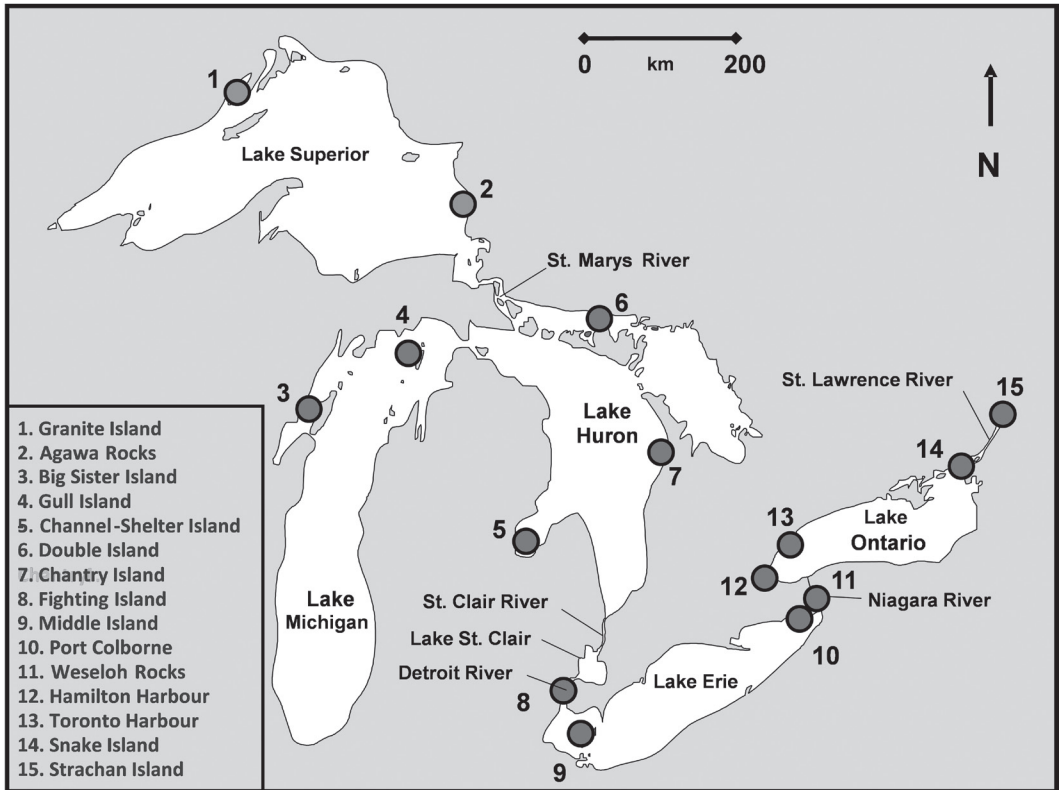 0 km 200
N
1
Lake Superior
2
St. Marys River
6
4
3
Lake
Huron
7
St. Lawrence River
15
14
5
13
Lake
Ontario
12
11
Niagara River
10
St. Clair River
Lake St. Clair
Detroit River
8
Lake Erie
9
Lake
Michigan
1. Granite Island
2. Agawa Rocks
3. Big Sister Island
4. Gull Island
5. Channel-Shelter Island
6. Double Island
7. Chantry Island
8. Fighting Island
9. Middle Island
10. Port Colborne
11. Weseloh Rocks
12. Hamilton Harbour
13. Toronto Harbour
14. Snake Island
15. Strachan Island